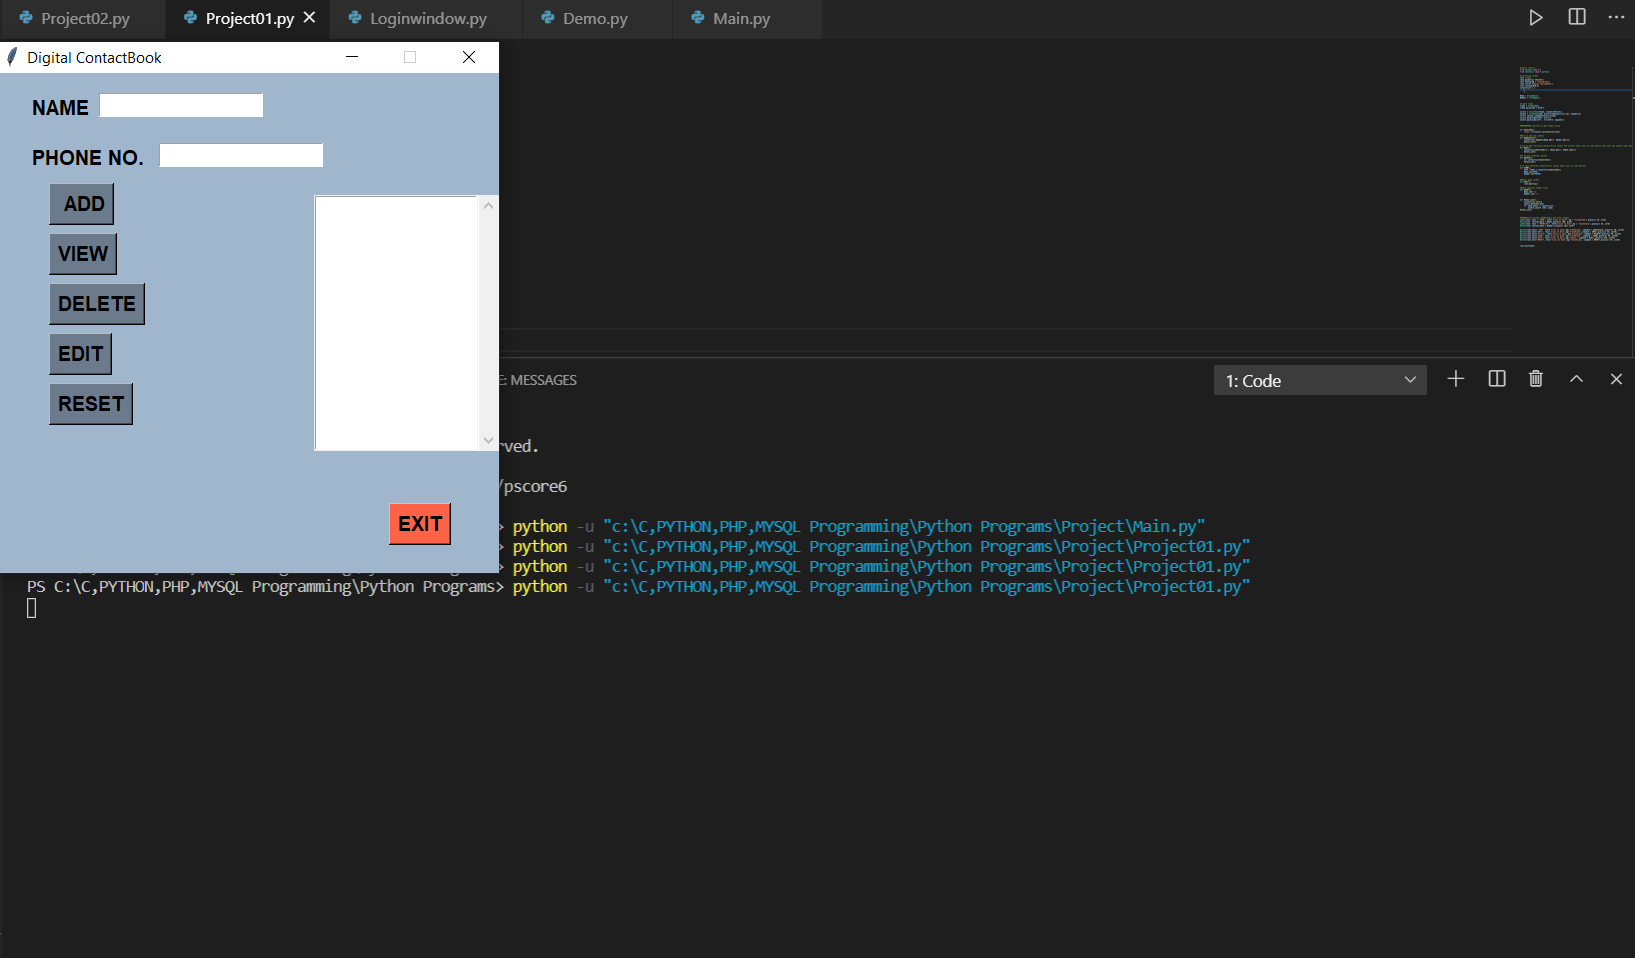 Project02.py Project01.py Loginwindow.py Demo.py Main.py
Digital ContactBook
NAME
PHONE NO.
ADD
VIEW
DELETE
EDIT
RESET
EXIT
E: MESSAGES
1: Code
rved.
/pscore6
> python -u "c:\C,PYTHON,PHP,MYSQL Programming\Python Programs\Project\Main.py"
> python -u "c:\C,PYTHON,PHP,MYSQL Programming\Python Programs\Project\Project01.py"
> python -u "c:\C,PYTHON,PHP,MYSQL Programming\Python Programs\Project\Project01.py"
PS C:\C,PYTHON,PHP,MYSQL Programming\Python Programs> python -u "c:\C,PYTHON,PHP,MYSQL Programming\Python Programs\Project\Project01.py"